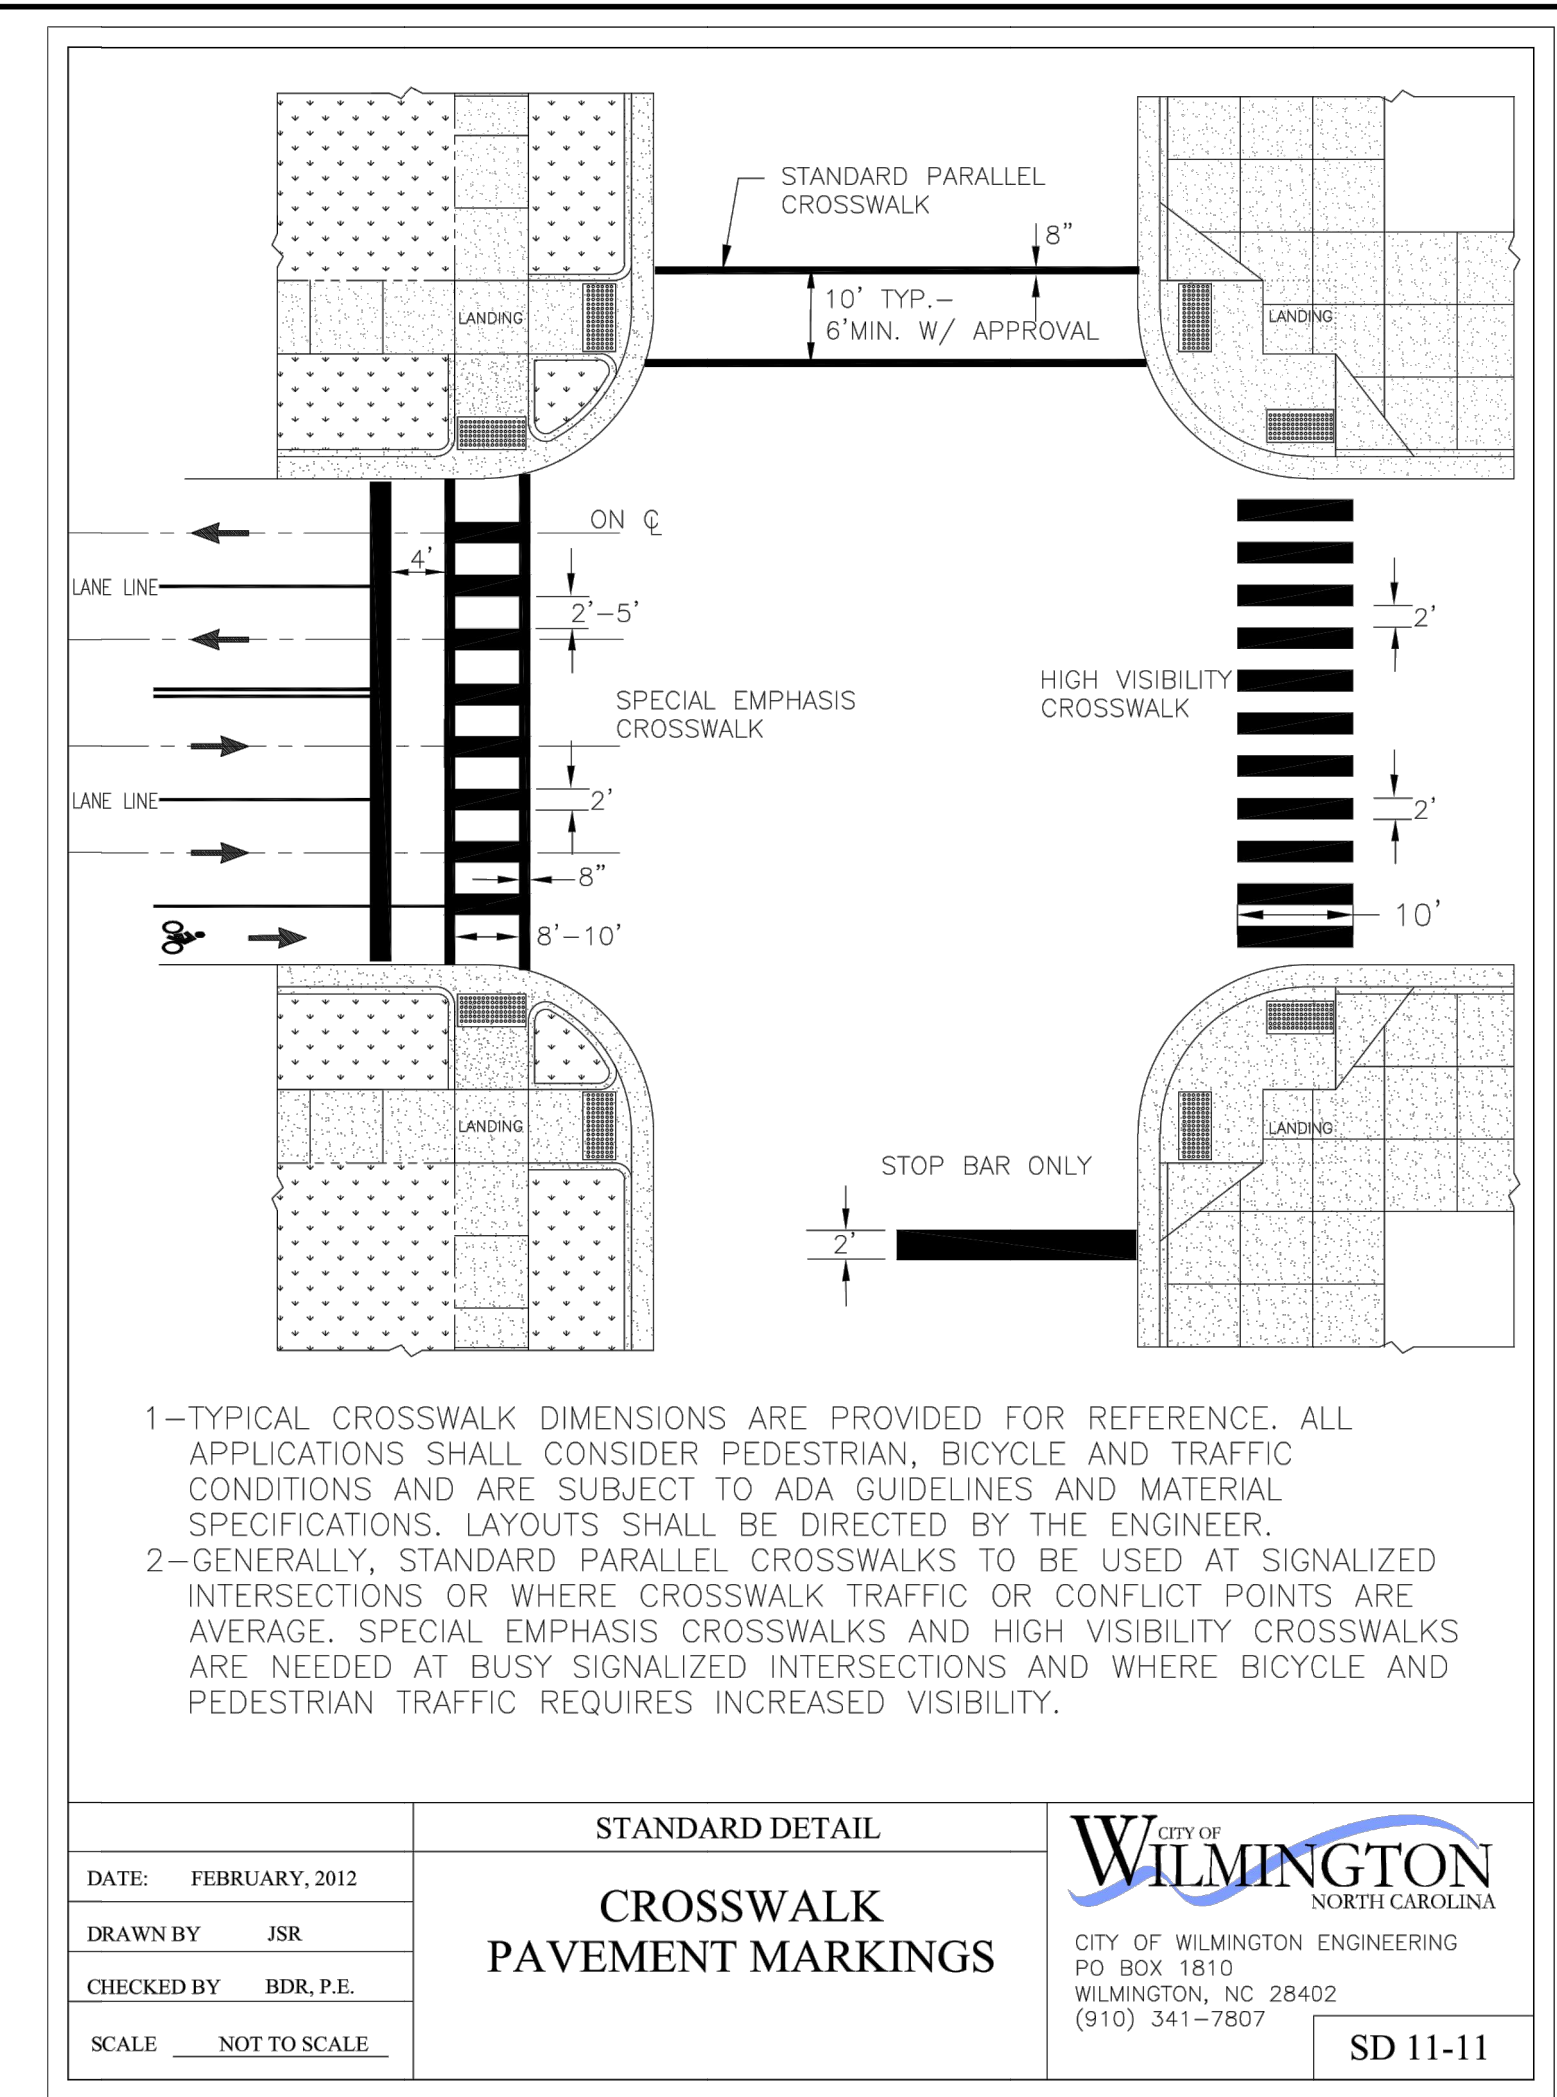 STANDARD PARALLEL
CROSSWALK
8"
10' TYP.-
6'MIN. W/ APPROVAL
LANDING
LANDING
ON ℄
4'
LANE LINE
2'-5'
2'
SPECIAL EMPHASIS
CROSSWALK
HIGH VISIBILITY
CROSSWALK
LANE LINE
2'
2'
8"
8'-10'
10'
LANDING
LANDING
STOP BAR ONLY
2'
1-TYPICAL CROSSWALK DIMENSIONS ARE PROVIDED FOR REFERENCE. ALL
APPLICATIONS SHALL CONSIDER PEDESTRIAN, BICYCLE AND TRAFFIC
CONDITIONS AND ARE SUBJECT TO ADA GUIDELINES AND MATERIAL
SPECIFICATIONS. LAYOUTS SHALL BE DIRECTED BY THE ENGINEER.
2-GENERALLY, STANDARD PARALLEL CROSSWALKS TO BE USED AT SIGNALIZED
INTERSECTIONS OR WHERE CROSSWALK TRAFFIC OR CONFLICT POINTS ARE
AVERAGE. SPECIAL EMPHASIS CROSSWALKS AND HIGH VISIBILITY CROSSWALKS
ARE NEEDED AT BUSY SIGNALIZED INTERSECTIONS AND WHERE BICYCLE AND
PEDESTRIAN TRAFFIC REQUIRES INCREASED VISIBILITY.
DATE: FEBRUARY, 2012
DRAWN BY JSR
CHECKED BY BDR, P.E.
SCALE NOT TO SCALE
STANDARD DETAIL
CROSSWALK
PAVEMENT MARKINGS
CITY OF
WILMINGTON
NORTH CAROLINA
CITY OF WILMINGTON ENGINEERING
PO BOX 1810
WILMINGTON, NC 28402
(910) 341-7807
SD 11-11